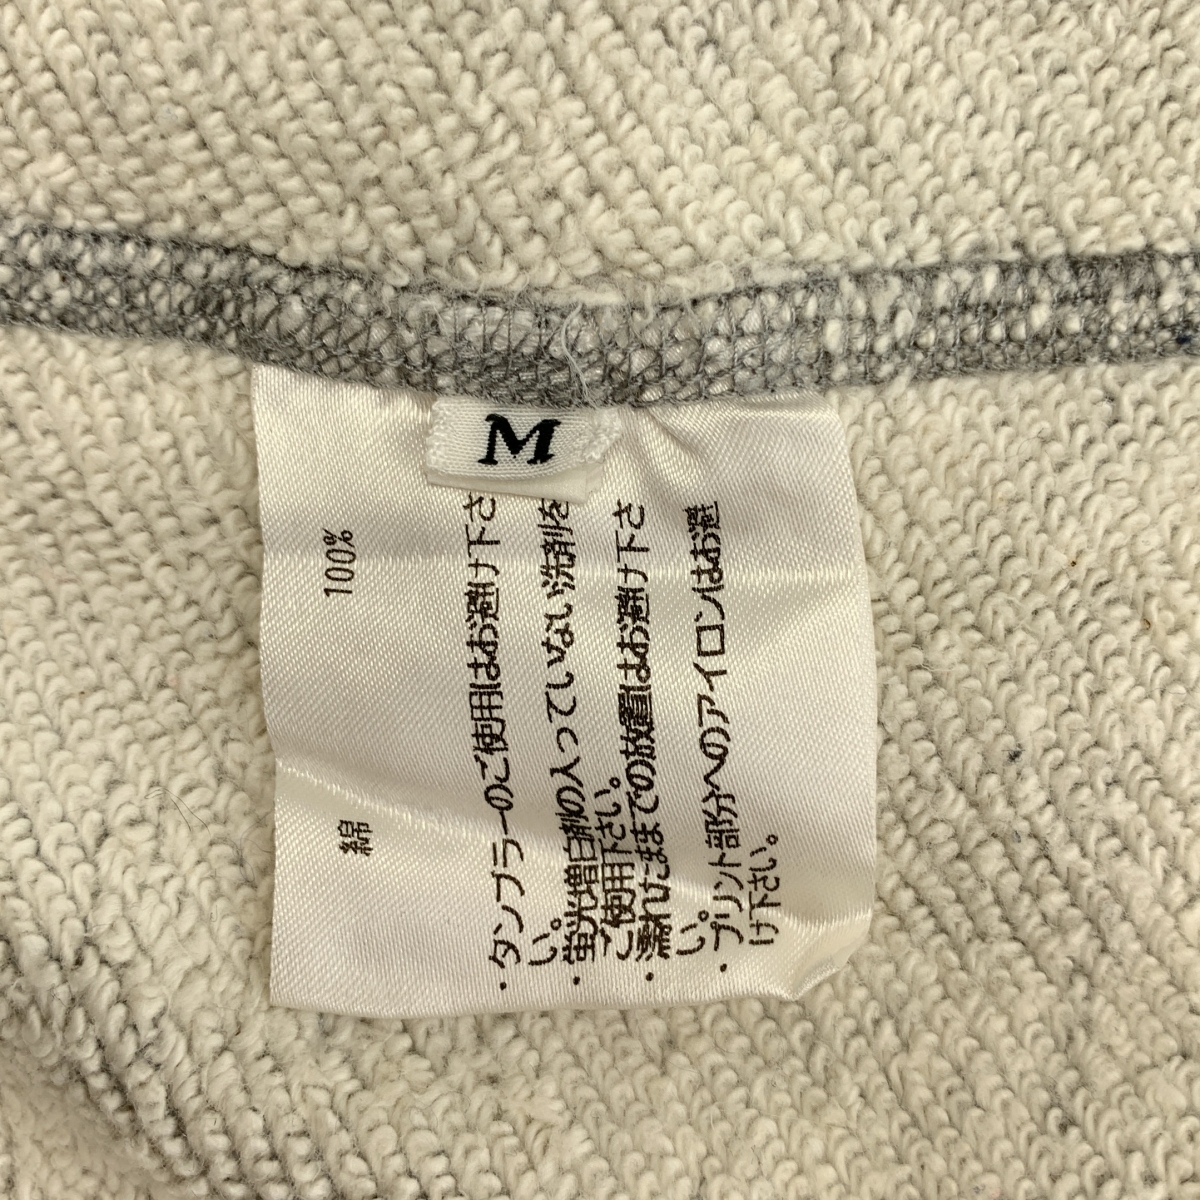 M
綿 100%
・タンブラーのご使用はお避け下さ
い。
・蛍光増白剤の入っていない洗剤を
ご使用下さい。
・濡れたままでの放置はお避け下さ
い。
・プリント部分へのアイロンはお避
け下さい。